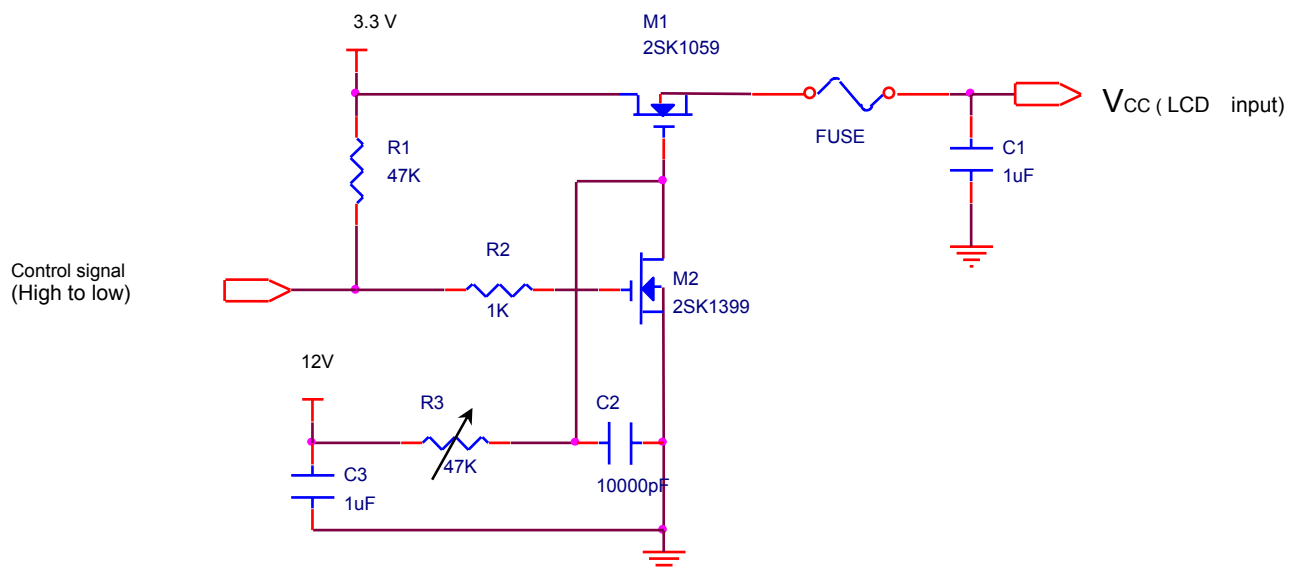 3.3 V
M1
2SK1059
VCC ( LCD input)
FUSE
R1
47K
C1
1uF
Control signal
(High to low)
R2
1K
M2
2SK1399
12V
R3
47K
C2
10000pF
C3
1uF